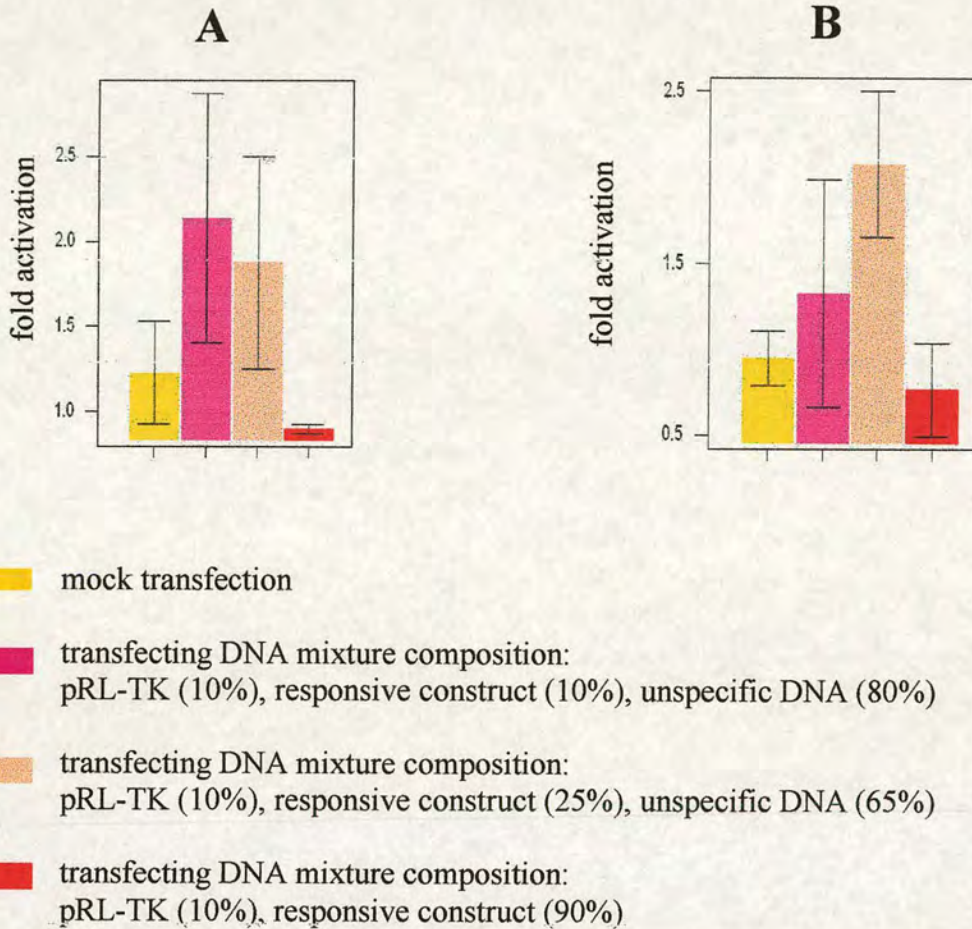 A
B
fold activation
2.5
2.0
1.5
1.0
fold activation
2.5
1.5
0.5
mock transfection
transfecting DNA mixture composition:
pRL-TK (10%), responsive construct (10%), unspecific DNA (80%)
transfecting DNA mixture composition:
pRL-TK (10%), responsive construct (25%), unspecific DNA (65%)
transfecting DNA mixture composition:
pRL-TK (10%), responsive construct (90%)